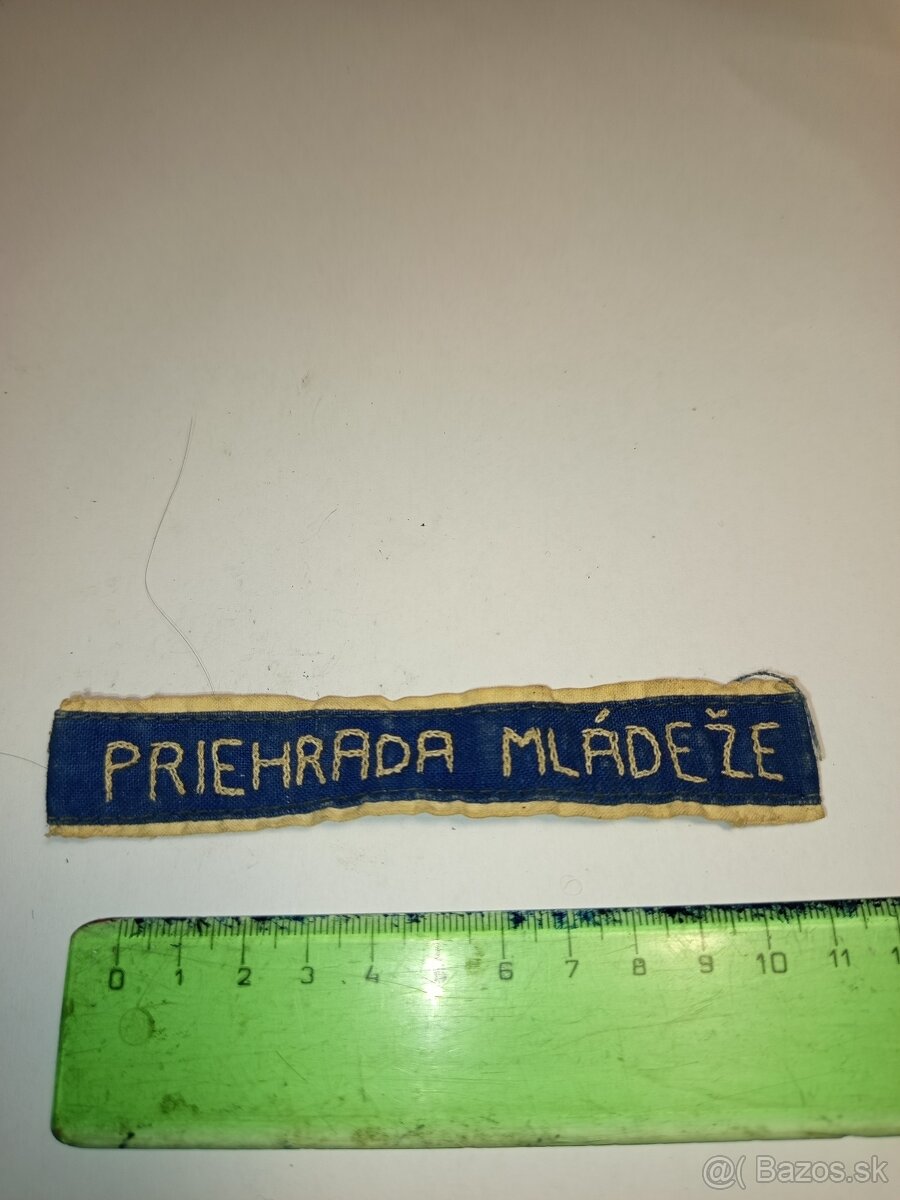 PRIEHRADA MLÁDEŽE
0 1 2 3 4 5 6 7 8 9 10 11
@( Bazos.sk